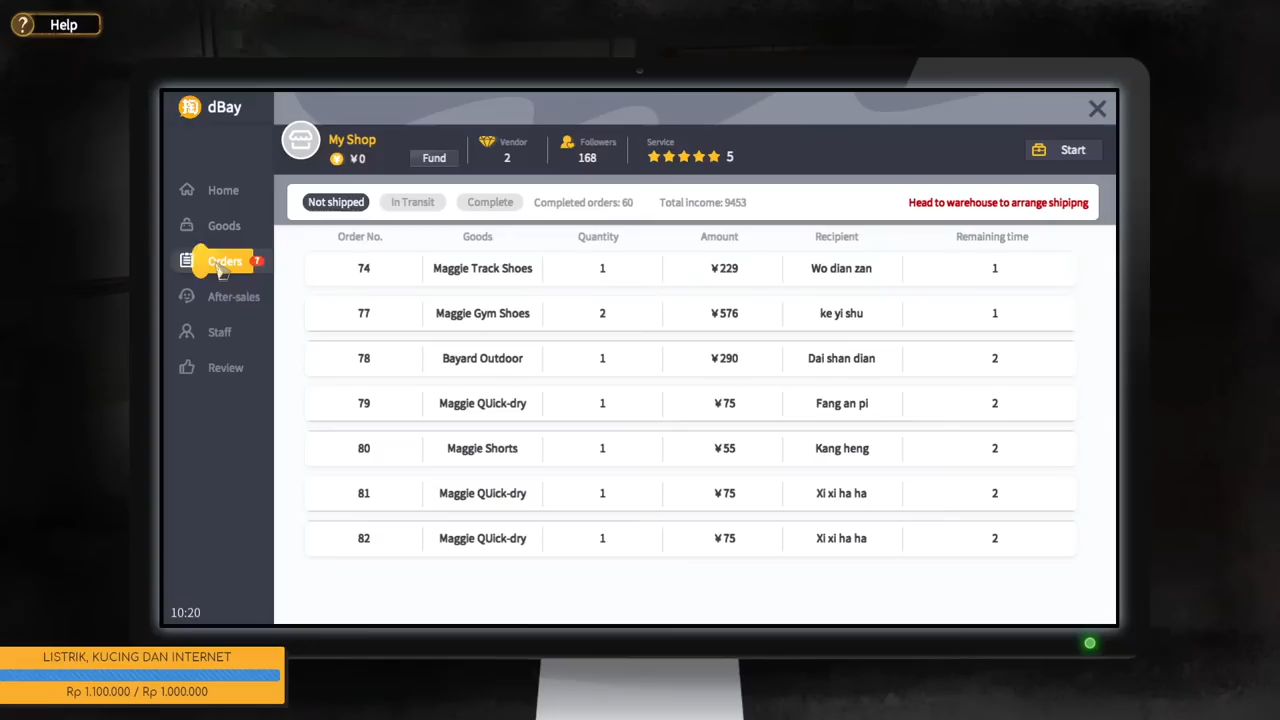 ? Help
掏 dBay
My Shop
¥0
Fund
Vendor
2
Followers
168
Service
5
Start
Home
Goods
Orders 7
After-sales
Staff
Review
Not shipped In Transit Complete Completed orders: 60 Total income: 9453 Head to warehouse to arrange shipipng
Order No. Goods Quantity Amount Recipient Remaining time
74 Maggie Track Shoes 1 ¥229 Wo dian zan 1
77 Maggie Gym Shoes 2 ¥576 ke yi shu 1
78 Bayard Outdoor 1 ¥290 Dai shan dian 2
79 Maggie QUick-dry 1 ¥75 Fang an pi 2
80 Maggie Shorts 1 ¥55 Kang heng 2
81 Maggie QUick-dry 1 ¥75 Xi xi ha ha 2
82 Maggie QUick-dry 1 ¥75 Xi xi ha ha 2
10:20
LISTRIK, KUCING DAN INTERNET
Rp 1.100.000 / Rp 1.000.000